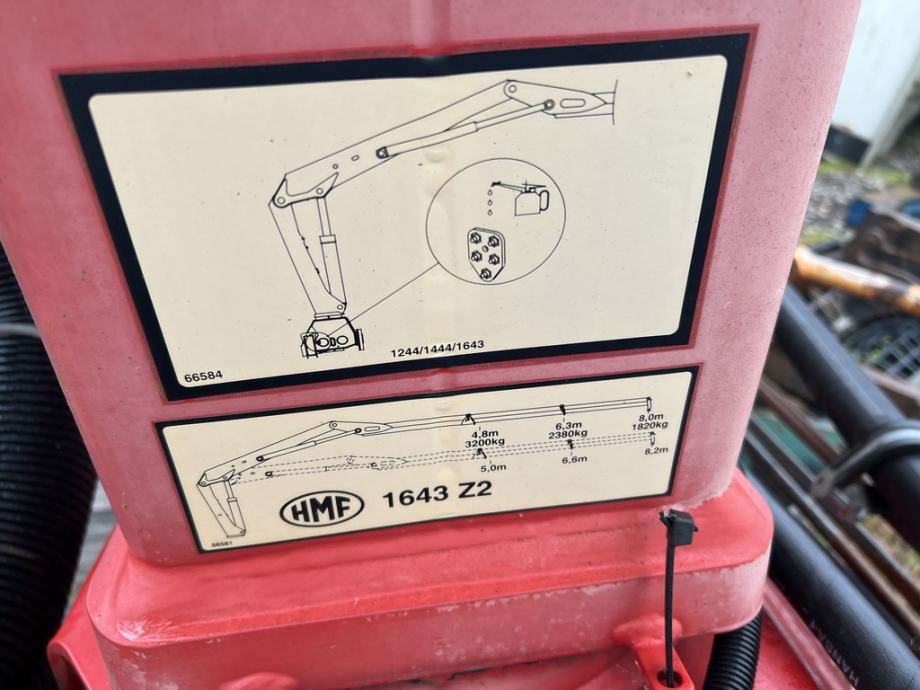 1244/1444/1643
66584
4,8m
3200kg
6,3m
2380kg
8,0m
1820kg
5,0m
6,6m
8,2m
HMF
1643 Z2
66581
HANSA